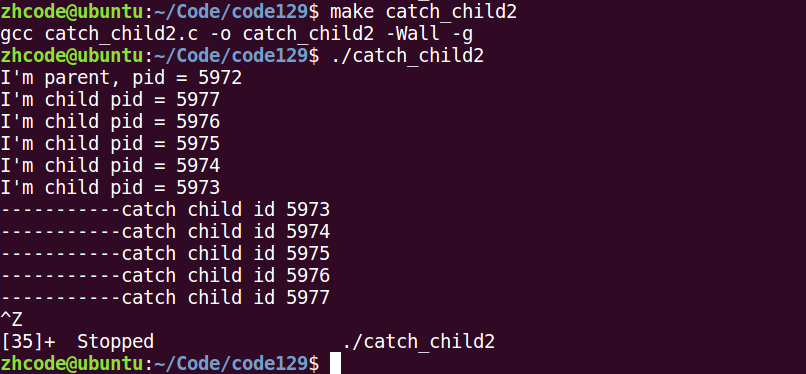 zhcode@ubuntu:~/Code/code129$ make catch_child2
gcc catch_child2.c -o catch_child2 -Wall -g
zhcode@ubuntu:~/Code/code129$ ./catch_child2
I'm parent, pid = 5972
I'm child pid = 5977
I'm child pid = 5976
I'm child pid = 5975
I'm child pid = 5974
I'm child pid = 5973
-----------catch child id 5973
-----------catch child id 5974
-----------catch child id 5975
-----------catch child id 5976
-----------catch child id 5977
^Z
[35]+  Stopped                 ./catch_child2
zhcode@ubuntu:~/Code/code129$